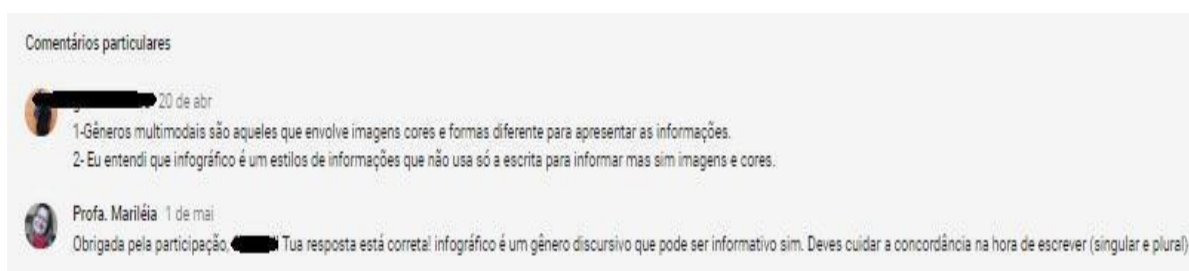 Comentários particulares
20 de abr
1-Gêneros multimodais são aqueles que envolve imagens cores e formas diferente para apresentar as informações.
2- Eu entendi que infográfico é um estilos de informações que não usa só a escrita para informar mas sim imagens e cores.
Profa. Mariléia 1 de mai
Obrigada pela participação, ! Tua resposta está correta! infográfico é um gênero discursivo que pode ser informativo sim. Deves cuidar a concordância na hora de escrever (singular e plural)